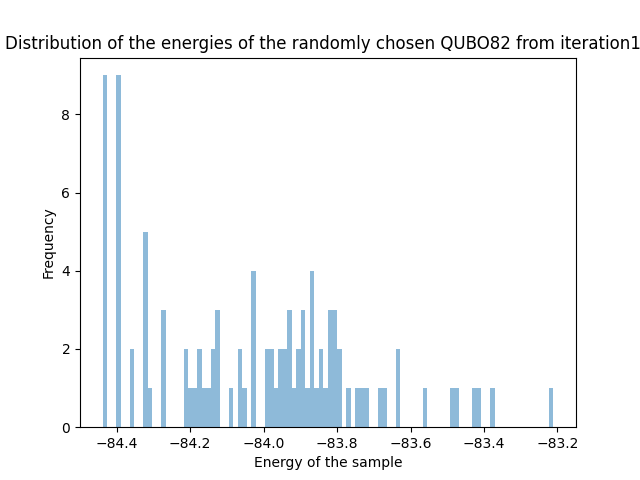 Distribution of the energies of the randomly chosen QUBO82 from iteration1
8
6
4
2
0
Frequency
−84.4 −84.2 −84.0 −83.8 −83.6 −83.4 −83.2
Energy of the sample